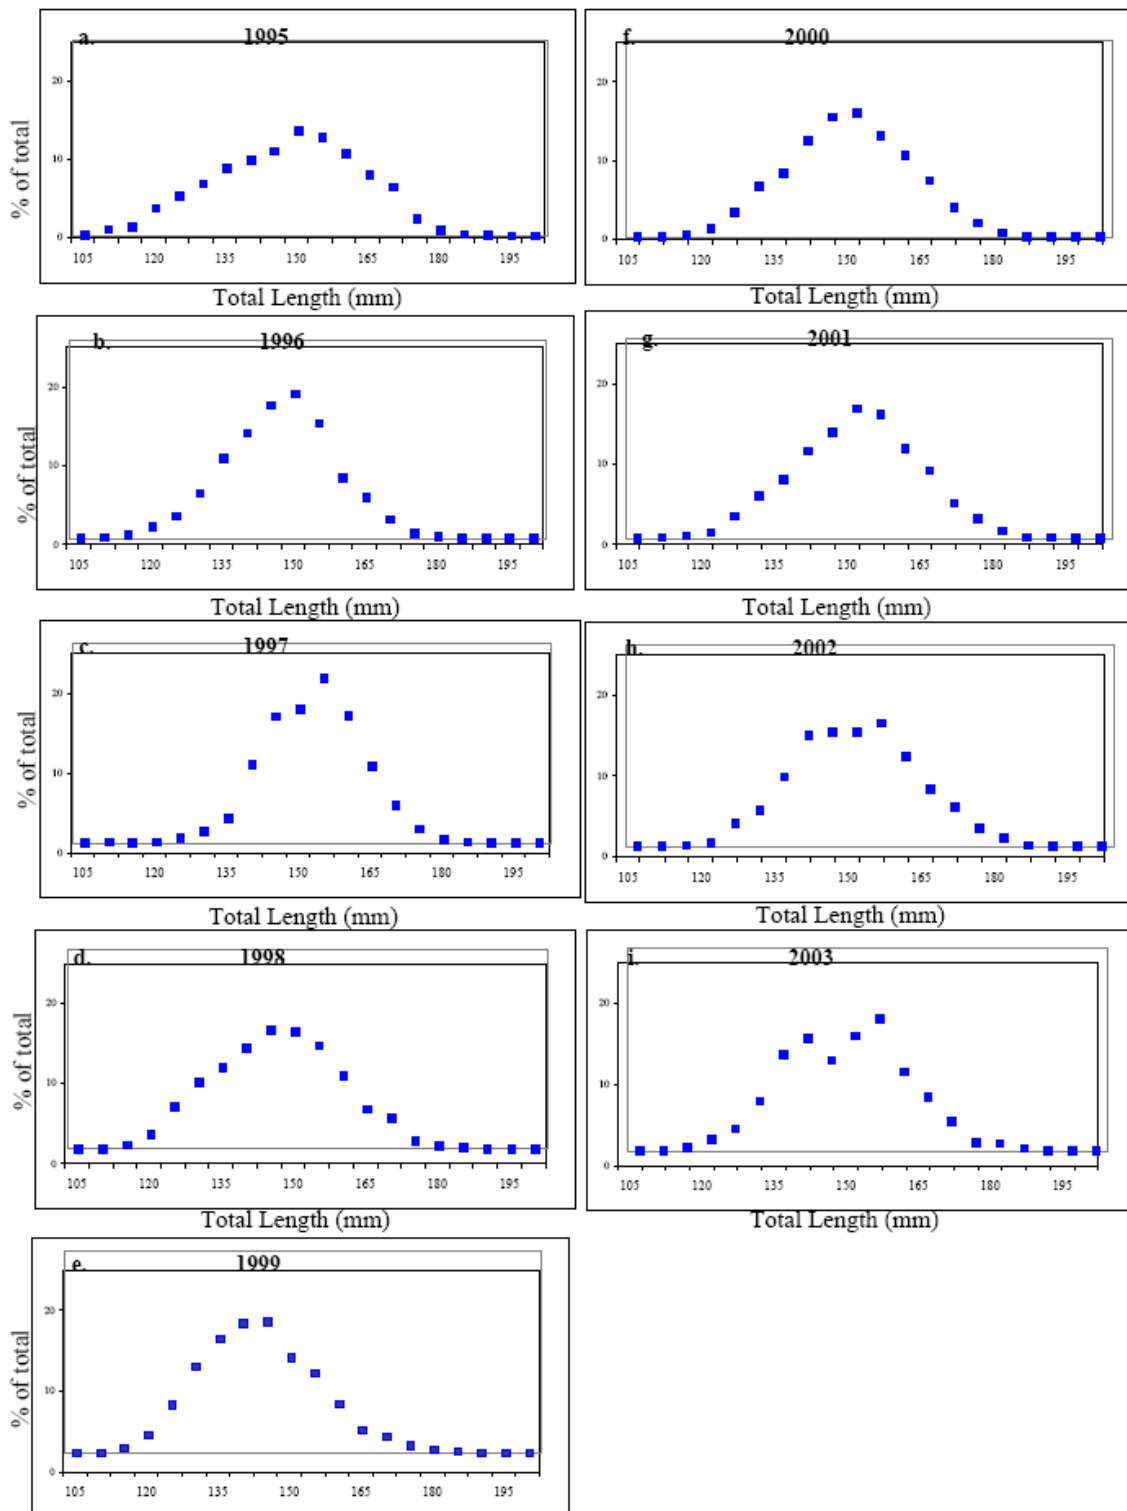 a. 1995
% of total
20
10
0
105 120 135 150 165 180 195
Total Length (mm)
b. 1996
% of total
20
10
0
105 120 135 150 165 180 195
Total Length (mm)
c. 1997
% of total
20
10
0
105 120 135 150 165 180 195
Total Length (mm)
d. 1998
% of total
20
10
0
105 120 135 150 165 180 195
Total Length (mm)
e. 1999
% of total
20
10
0
105 120 135 150 165 180 195
f. 2000
20
10
0
105 120 135 150 165 180 195
Total Length (mm)
g. 2001
20
10
0
105 120 135 150 165 180 195
Total Length (mm)
h. 2002
20
10
0
105 120 135 150 165 180 195
Total Length (mm)
i. 2003
20
10
0
105 120 135 150 165 180 195
Total Length (mm)